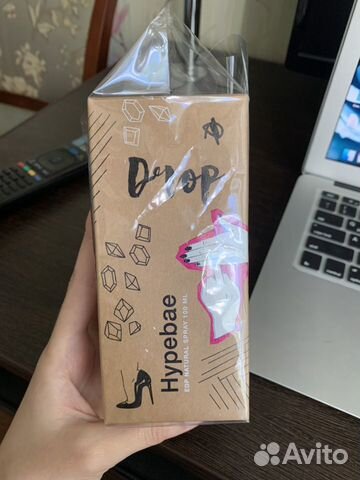 Drop
Hypebae
EDP NATURAL SPRAY 100 ML
Avito